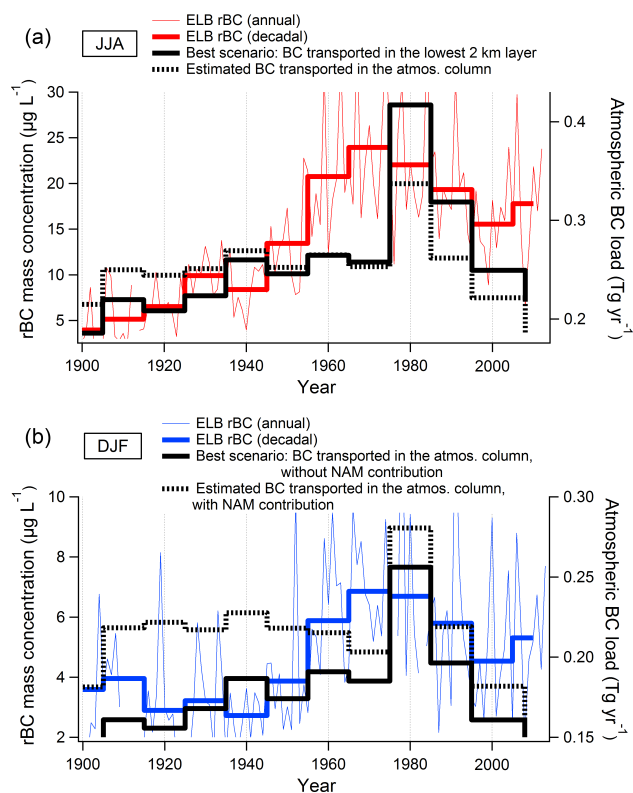 (a)
JJA
ELB rBC (annual)
ELB rBC (decadal)
Best scenario: BC transported in the lowest 2 km layer
Estimated BC transported in the atmos. column
rBC mass concentration (µg L⁻¹)
30
25
20
15
10
5
0.4
0.3
0.2
Atmospheric BC load (Tg yr⁻¹)
1900
1920
1940
1960
1980
2000
Year
(b)
DJF
ELB rBC (annual)
ELB rBC (decadal)
Best scenario: BC transported in the atmos. column,
without NAM contribution
Estimated BC transported in the atmos. column,
with NAM contribution
rBC mass concentration (µg L⁻¹)
10
8
6
4
2
0.30
0.25
0.20
0.15
Atmospheric BC load (Tg yr⁻¹)
1900
1920
1940
1960
1980
2000
Year